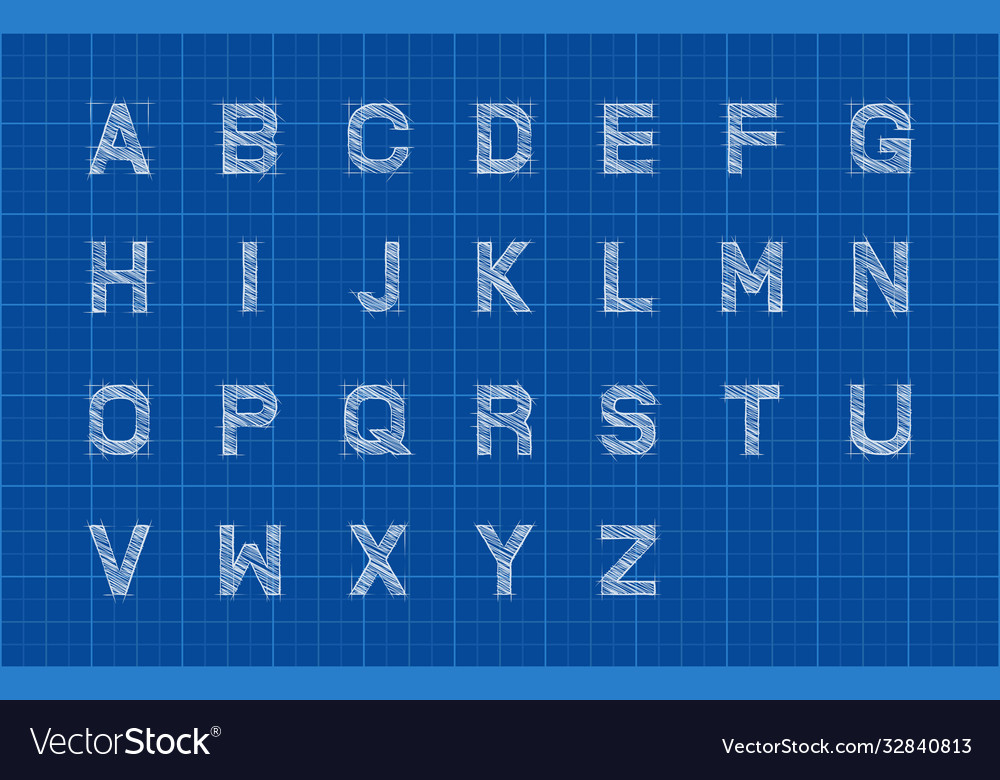 A B C D E F G
H I J K L M N
O P Q R S T U
V W X Y Z
VectorStock®
VectorStock.com/32840813